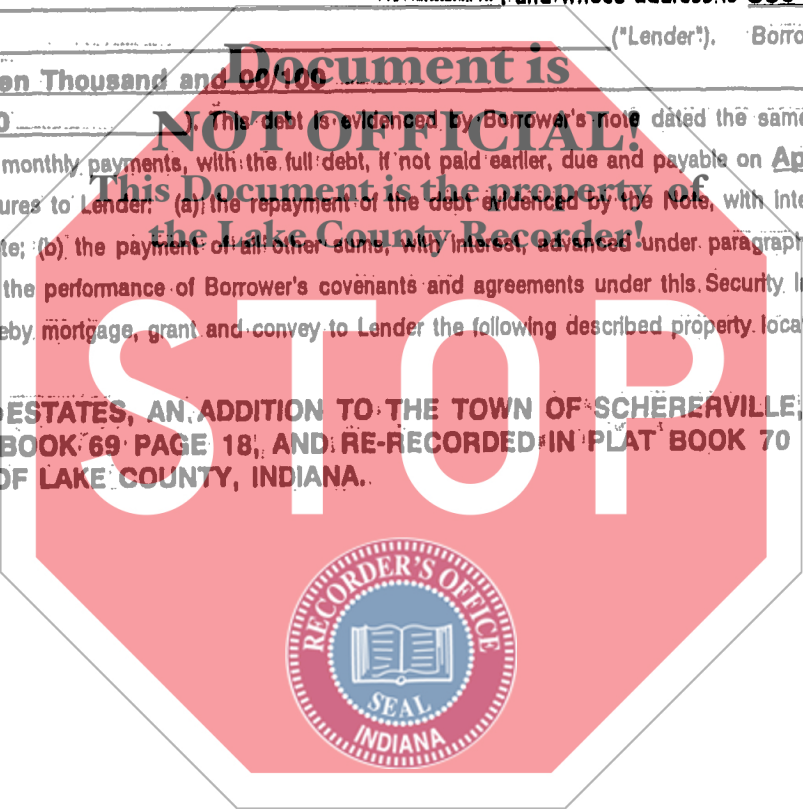 and whose address is
("Lender"). Borro
Document is
en Thousand and 00/100
NOT OFFICIAL!
0 ). This debt is evidenced by Borrower's note dated the same
monthly payments, with the full debt, if not paid earlier, due and payable on Ap
This Document is the property of
ures to Lender: (a) the repayment of the debt evidenced by the Note, with inte
the Lake County Recorder!
te; (b) the payment of all other sums, with interest, advanced under paragraph
the performance of Borrower's covenants and agreements under this Security I
eby mortgage, grant and convey to Lender the following described property loca
STOP
ESTATES, AN ADDITION TO THE TOWN OF SCHERERVILLE,
BOOK 69 PAGE 18, AND RE-RECORDED IN PLAT BOOK 70
OF LAKE COUNTY, INDIANA.
RECORDER'S OFFICE
SEAL
INDIANA